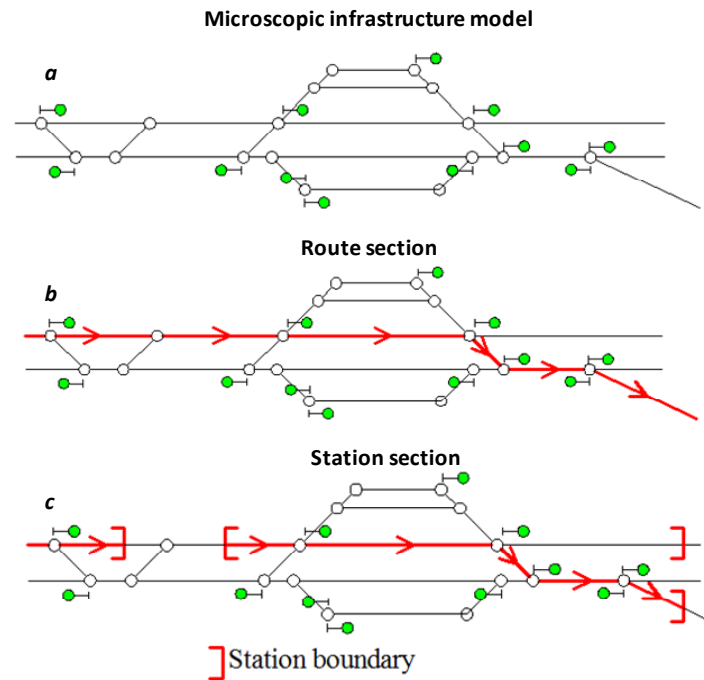 Microscopic infrastructure model
a
Route section
b
Station section
c
Station boundary